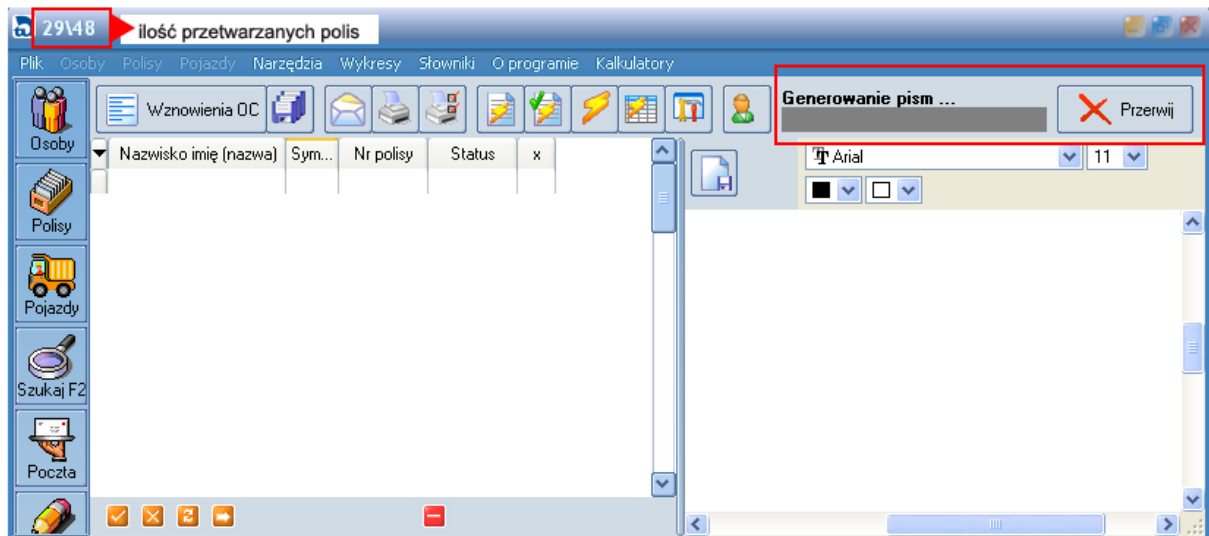 29\48 ilość przetwarzanych polis
Plik Osoby Polisy Pojazdy Narzędzia Wykresy Słowniki O programie Kalkulatory
Osoby
Wznowienia OC
Generowanie pism ...
Przerwij
Nazwisko imię (nazwa) Sym... Nr polisy Status x
Arial 11
Polisy
Pojazdy
Szukaj F2
Poczta